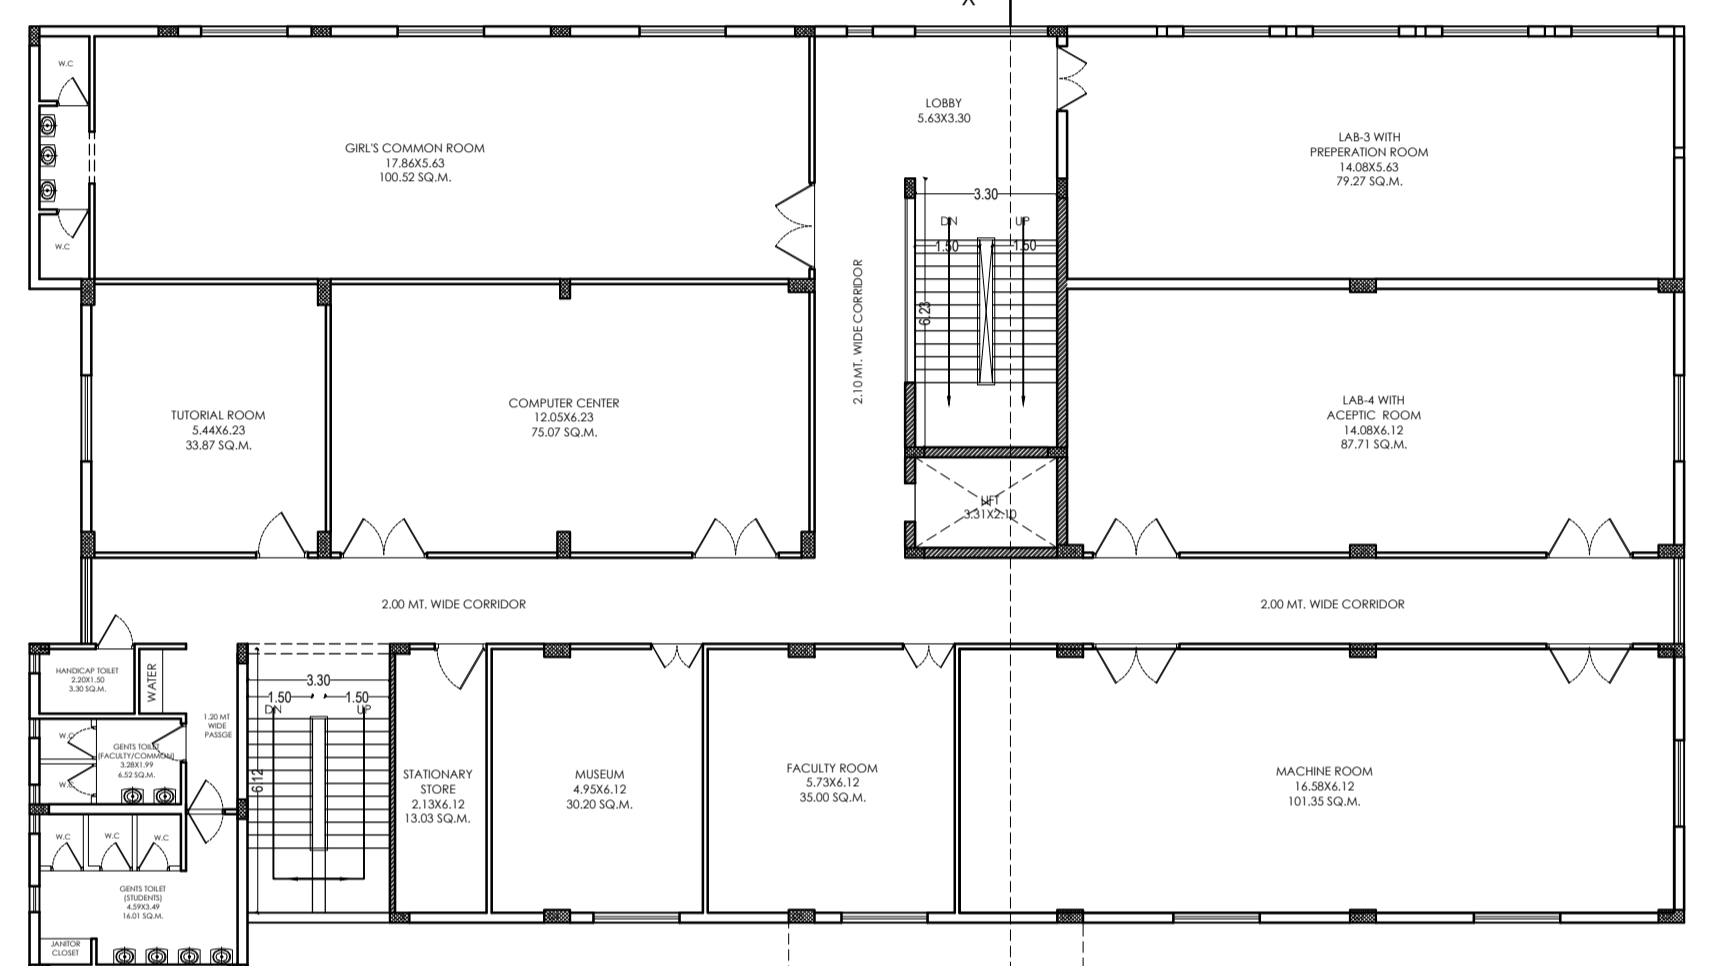 X
W.C
W.C
GIRL'S COMMON ROOM
17.86X5.63
100.52 SQ.M.
LOBBY
5.63X3.30
LAB-3 WITH
PREPERATION ROOM
14.08X5.63
79.27 SQ.M.
3.30
DN
UP
1.50
1.50
6.23
2.10 MT. WIDE CORRIDOR
TUTORIAL ROOM
5.44X6.23
33.87 SQ.M.
COMPUTER CENTER
12.05X6.23
75.07 SQ.M.
LAB-4 WITH
ACEPTIC ROOM
14.08X6.12
87.71 SQ.M.
LIFT
3.31X2.10
2.00 MT. WIDE CORRIDOR
2.00 MT. WIDE CORRIDOR
HANDICAP TOILET
2.20X1.50
3.30 SQ.M.
WATER
1.20 MT
WIDE
PASSGE
3.30
1.50
1.50
DN
UP
6.12
W.C
W.C
GENTS TOILET
(FACULTY/COMMON)
3.28X1.99
6.52 SQ.M.
STATIONARY
STORE
2.13X6.12
13.03 SQ.M.
MUSEUM
4.95X6.12
30.20 SQ.M.
FACULTY ROOM
5.73X6.12
35.00 SQ.M.
MACHINE ROOM
16.58X6.12
101.35 SQ.M.
W.C
W.C
W.C
GENTS TOILET
(STUDENTS)
4.59X3.49
16.01 SQ.M.
JANITOR
CLOSET